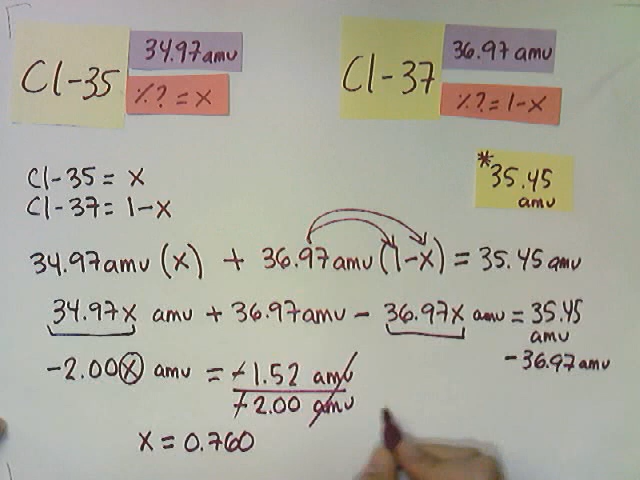 Cl-35 34.97 amu Cl-37 36.97 amu
%? = x %? = 1-x
*35.45
amu
Cl-35 = x
Cl-37 = 1-x
34.97 amu (x) + 36.97 amu (1-x) = 35.45 amu
34.97x amu + 36.97 amu - 36.97x amu = 35.45
amu
-36.97 amu
-2.00x amu = -1.52 amu
-2.00 amu
x = 0.760